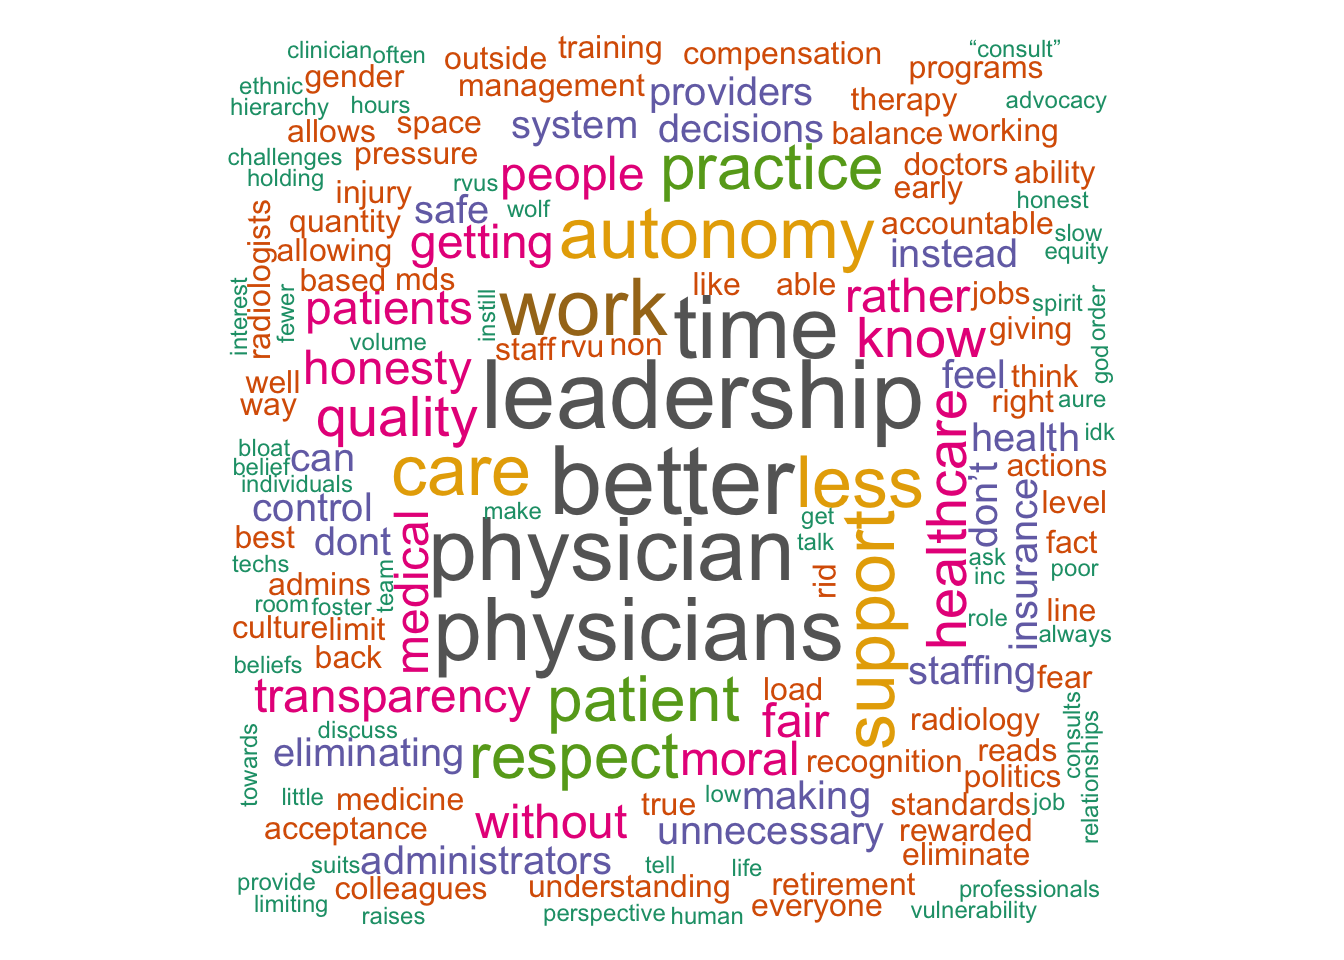 clinician often outside training compensation “consult”
ethnic gender management providers programs
hierarchy hours therapy advocacy
allows space system decisions balance working
challenges pressure people practice doctors ability
holding injury rvus early honest
radiologists quantity safe wolf autonomy accountable slow
allowing getting instead equity
interest fewer based mds like able rather jobs spirit order
patients instill work time know giving god
volume staff rvu non
well honesty leadership feel think
way quality right aure
bloat can care better less healthcare health idk
belief don’t actions
individuals
control make support insurance level
best dont medical physician get talk fact
techs team ask poor
admins rid inc
room foster physicians role line
culture limit always
beliefs back staffing fear
transparency patient load fair radiology consults relationships
towards discuss
eliminating respect moral recognition reads
politics
little medicine true low making standards job
acceptance without unnecessary rewarded
suits administrators tell life eliminate
provide colleagues understanding retirement professionals
limiting raises perspective human everyone vulnerability